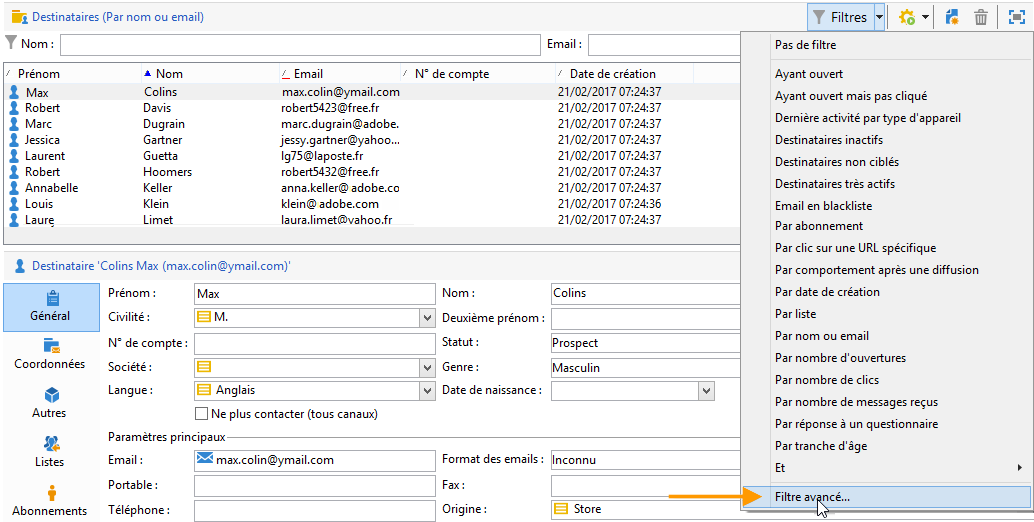 Destinataires (Par nom ou email)
Filtres
Nom :
Email :
Prénom Nom Email N° de compte Date de création
Max Colins max.colin@ymail.com 21/02/2017 07:24:37
Robert Davis robert5423@free.fr 21/02/2017 07:24:37
Marc Dugrain marc.dugrain@adobe. 21/02/2017 07:24:37
Jessica Gartner jessy.gartner@yahoo... 21/02/2017 07:24:37
Laurent Guetta lg75@laposte.fr 21/02/2017 07:24:37
Robert Hoomers robert5432@free.fr 21/02/2017 07:24:37
Annabelle Keller anna.keller@ adobe.co 21/02/2017 07:24:37
Louis Klein klein@ adobe.com 21/02/2017 07:24:36
Laure Limet laura.limet@yahoo.fr 21/02/2017 07:24:37
Pas de filtre
Ayant ouvert
Ayant ouvert mais pas cliqué
Dernière activité par type d'appareil
Destinataires inactifs
Destinataires non ciblés
Destinataires très actifs
Email en blackliste
Par abonnement
Par clic sur une URL spécifique
Par comportement après une diffusion
Par date de création
Par liste
Par nom ou email
Par nombre d'ouvertures
Par nombre de clics
Par nombre de messages reçus
Par réponse à un questionnaire
Par tranche d'âge
Et
Filtre avancé...
Destinataire 'Colins Max (max.colin@ymail.com)'
Général
Coordonnées
Autres
Listes
Abonnements
Prénom : Max Nom : Colins
Civilité : M. Deuxième prénom :
N° de compte : Statut : Prospect
Société : Genre : Masculin
Langue : Anglais Date de naissance :
Ne plus contacter (tous canaux)
Paramètres principaux
Email : max.colin@ymail.com Format des emails : Inconnu
Portable : Fax :
Téléphone : Origine : Store